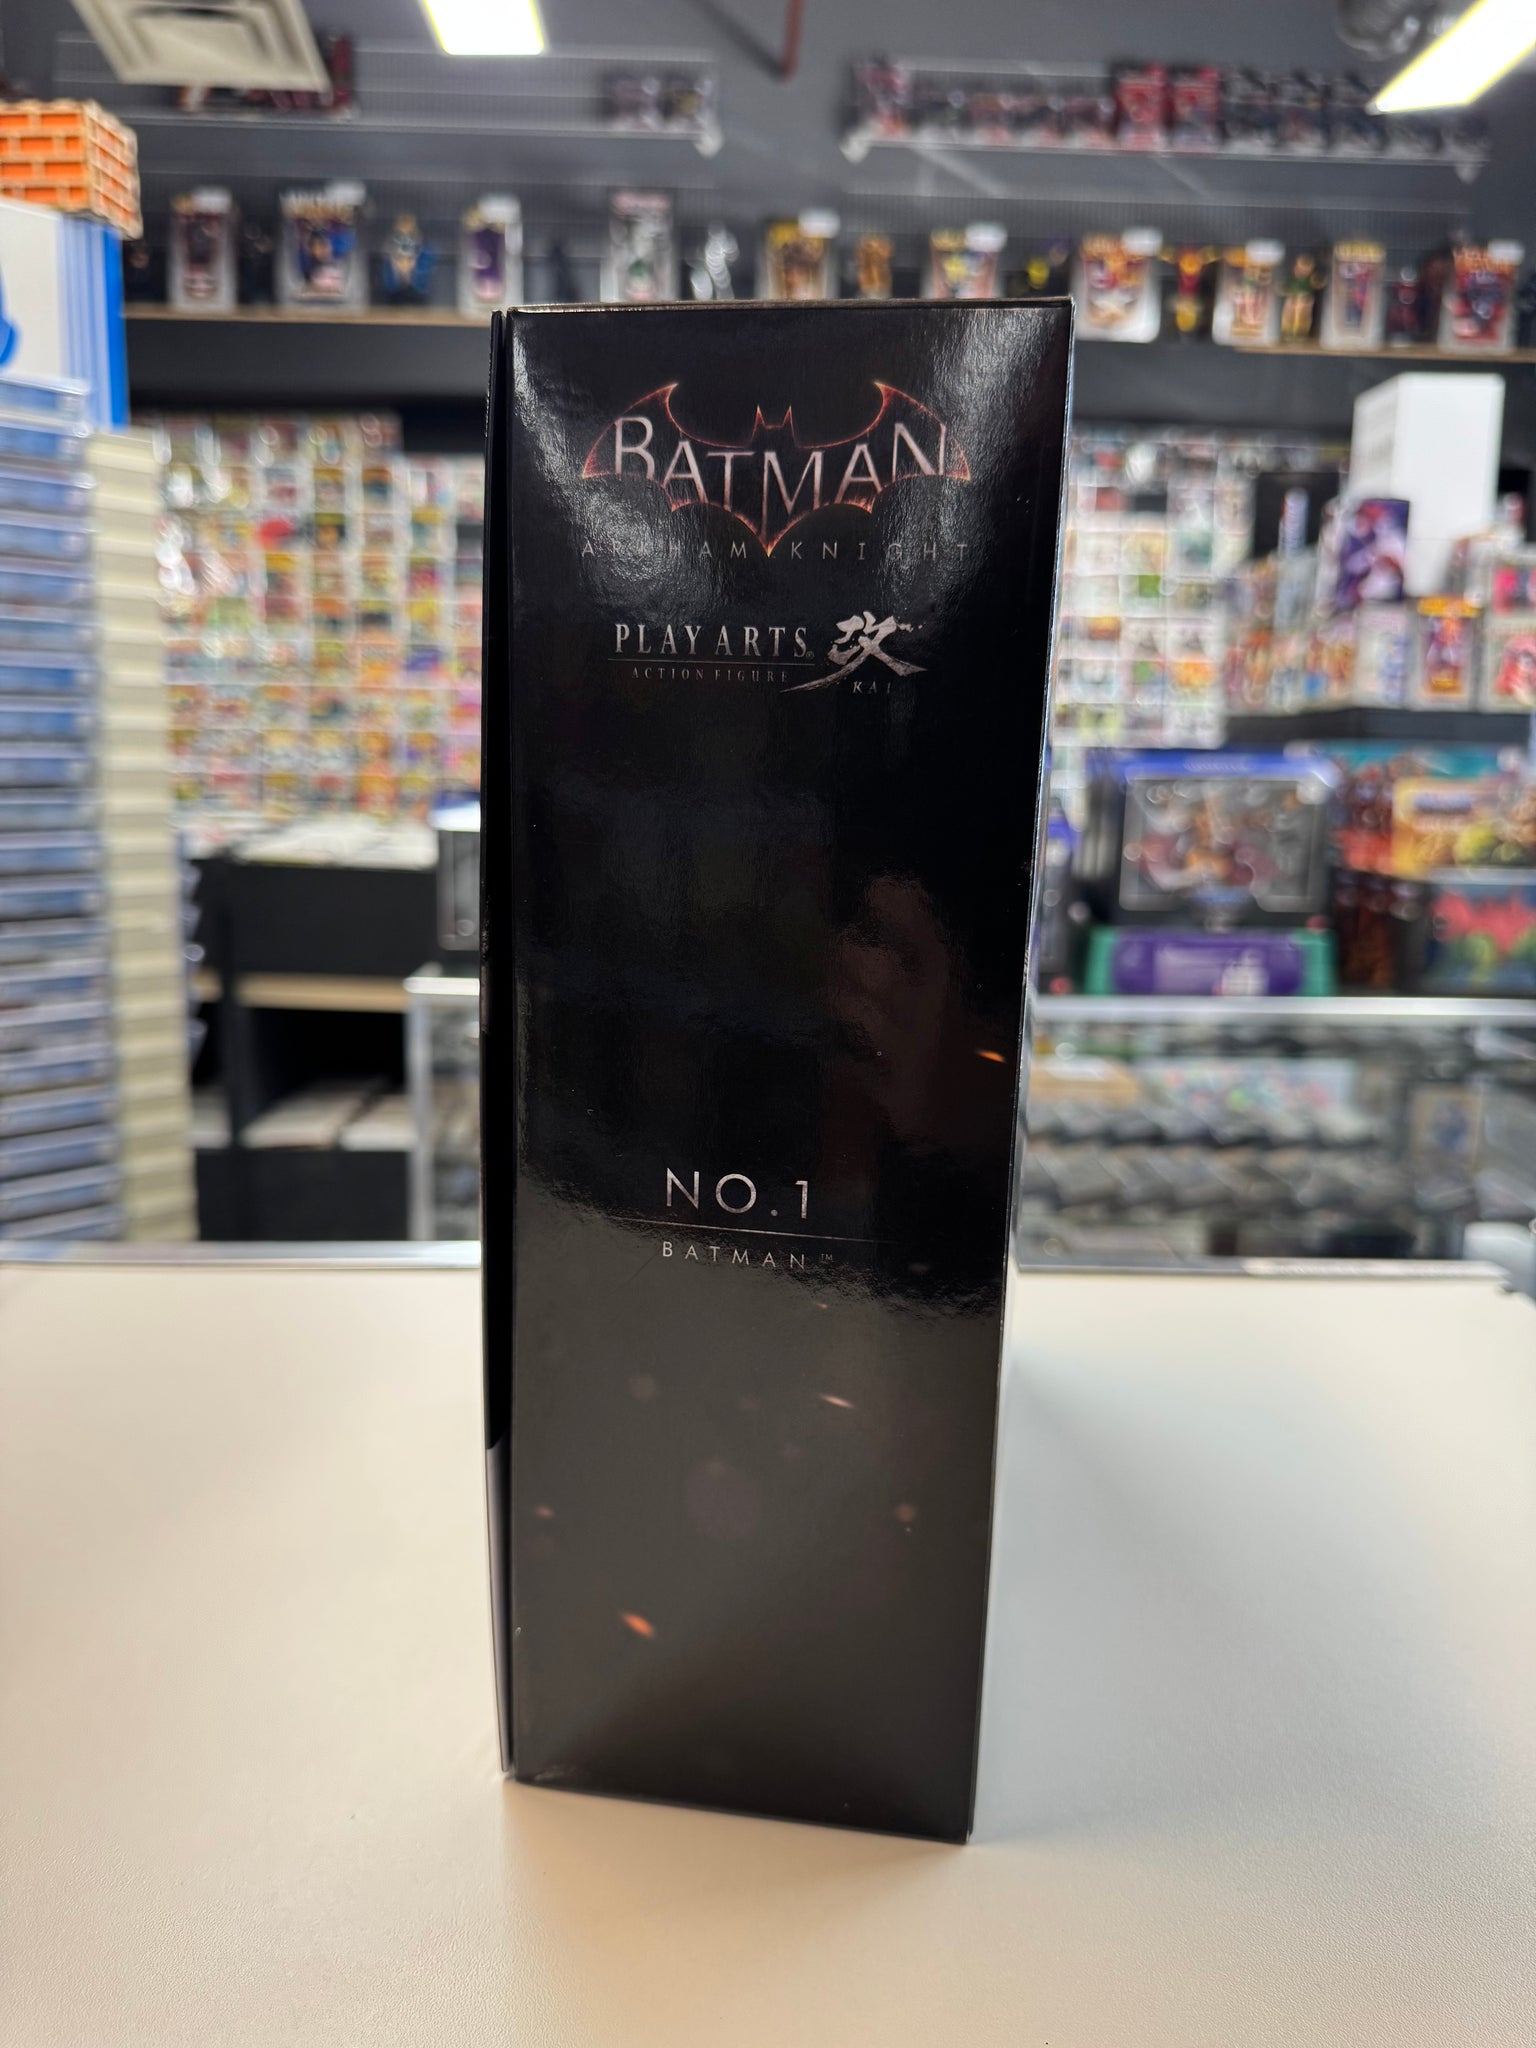 BATMAN
ARKHAM KNIGHT
PLAY ARTS® 改
ACTION FIGURE KAI
NO.1
BATMAN™